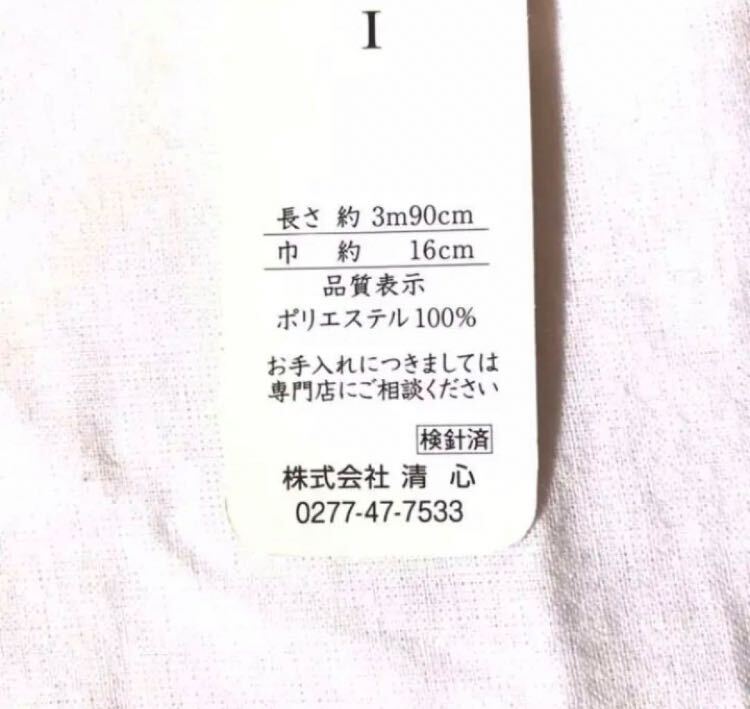 I
長さ 約 3m90cm
巾 約 16cm
品質表示
ポリエステル100%
お手入れにつきましては
専門店にご相談ください
検針済
株式会社 清 心
0277-47-7533